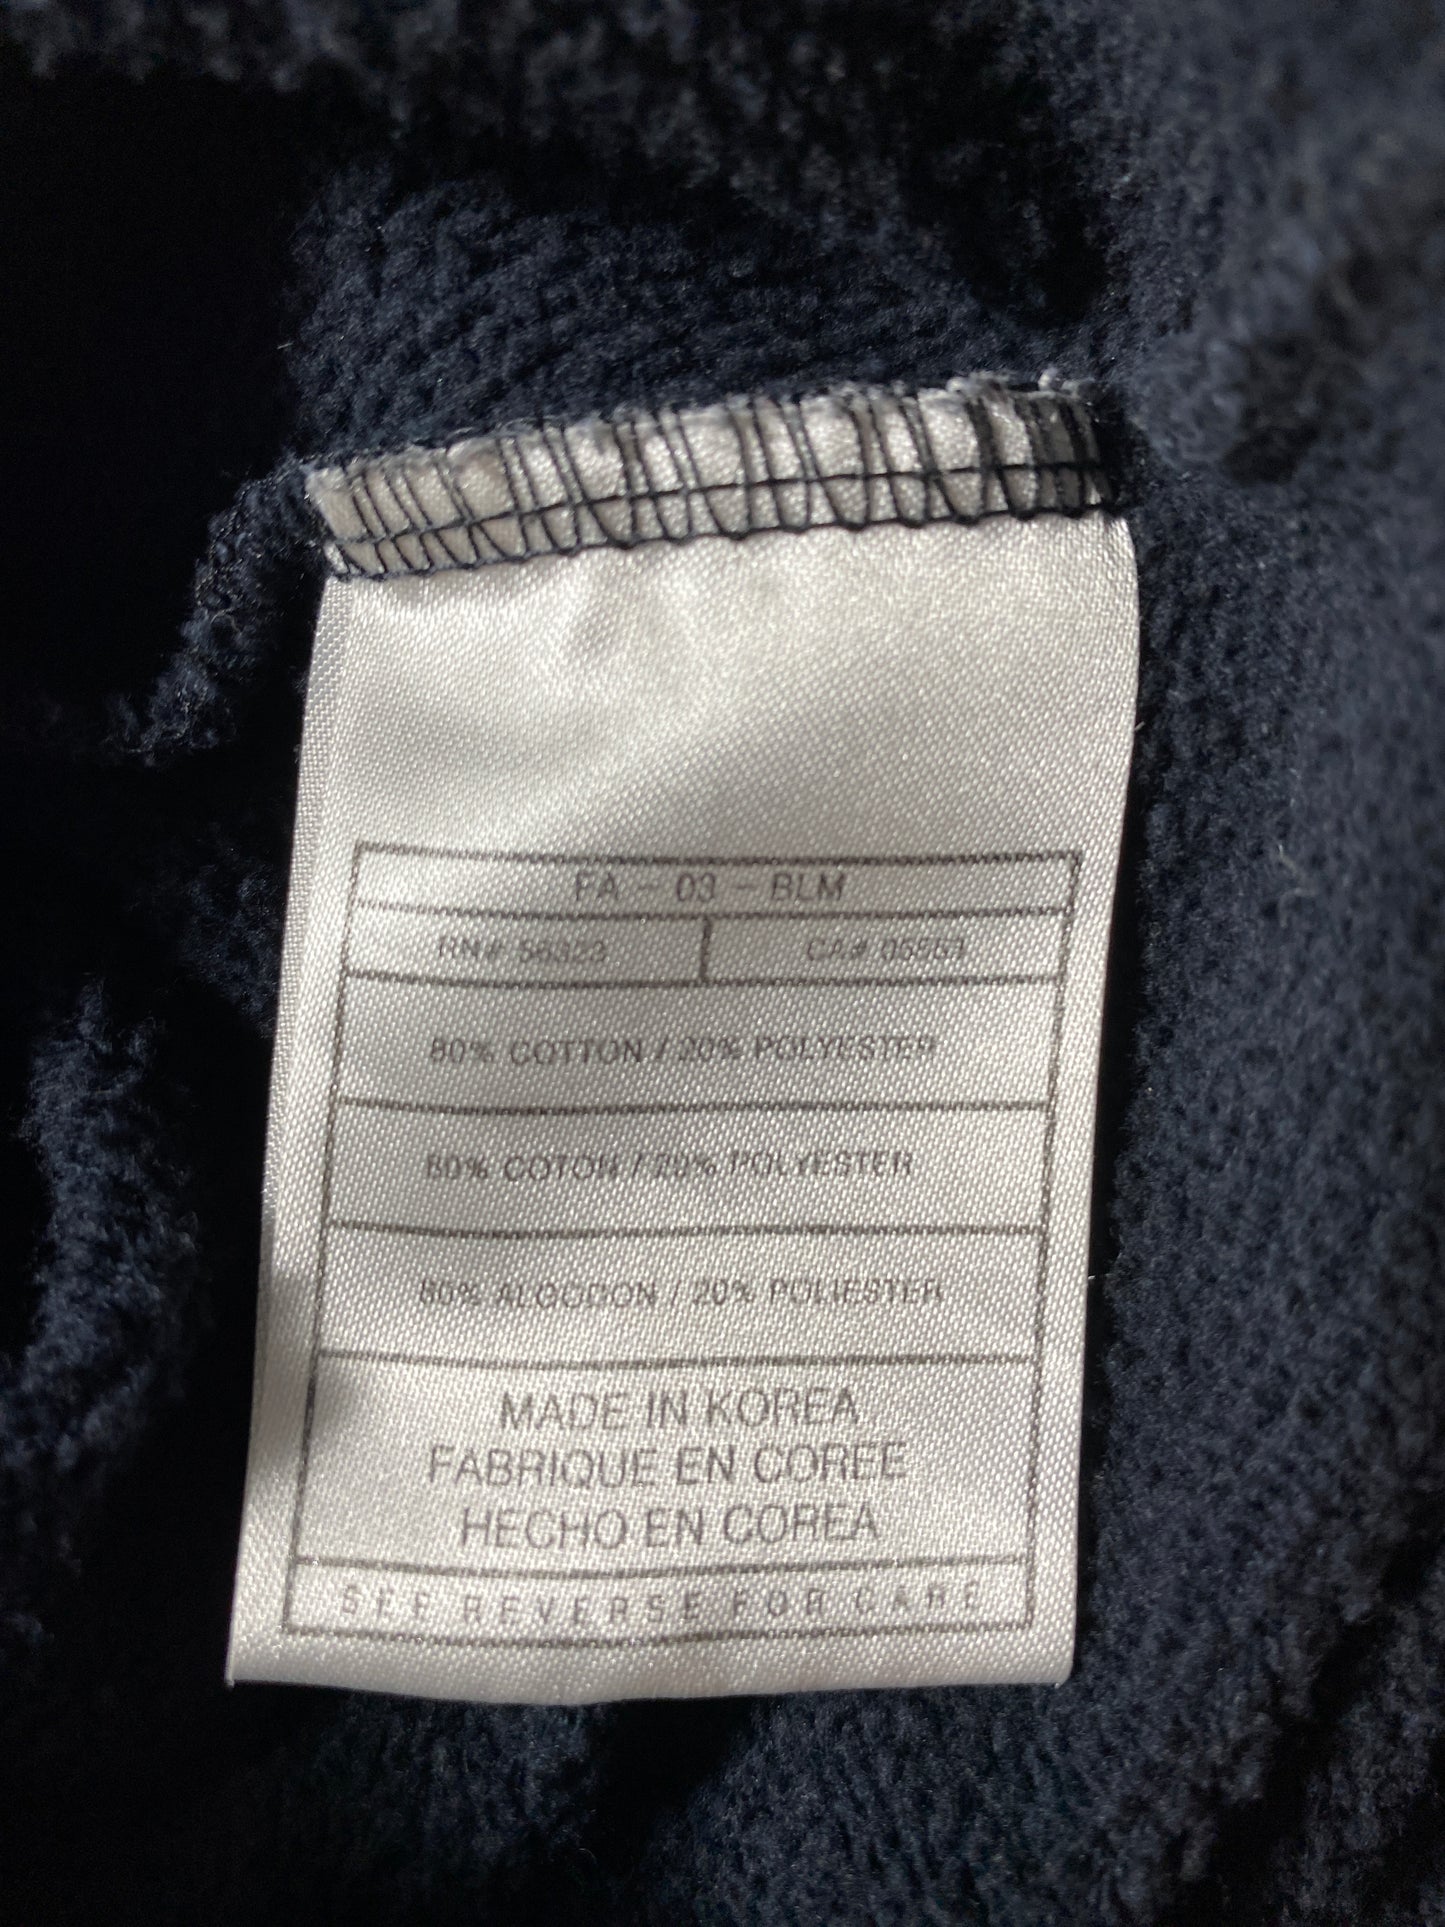 FA - 03 - BLM
RN# 56323 CA# 05553
80% COTTON / 20% POLYESTER
80% COTON / 20% POLYESTER
80% ALGODON / 20% POLIESTER
MADE IN KOREA
FABRIQUE EN COREE
HECHO EN COREA
SEE REVERSE FOR CARE